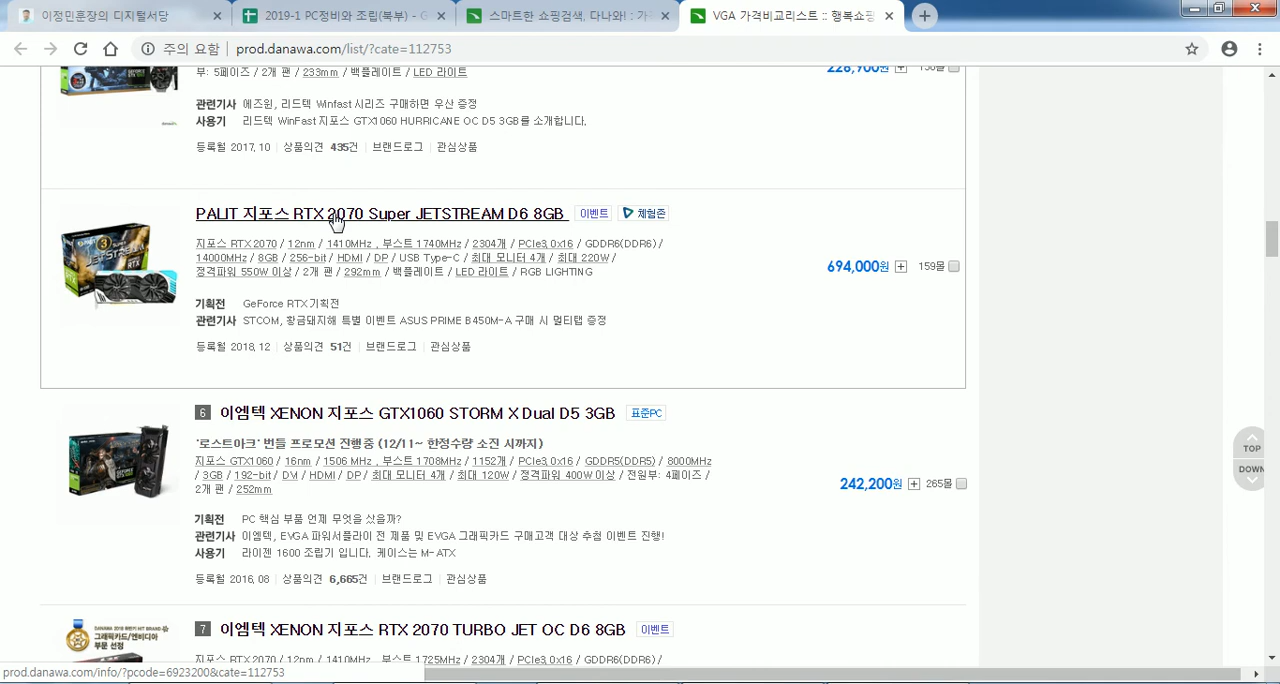 이정민훈장의 디지털서당
2019-1 PC정비와 조립(북부) - G
스마트한 쇼핑검색, 다나와! : 가
VGA 가격비교리스트 :: 행복쇼핑
주의 요함 | prod.danawa.com/list/?cate=112753
부: 5페이즈 / 2개 팬 / 233mm / 백플레이트 / LED 라이트
228,900원
관련기사 에즈윈, 리드텍 Winfast 시리즈 구매하면 우산 증정
사용기 리드텍 WinFast 지포스 GTX1060 HURRICANE OC D5 3GB를 소개합니다.
등록월 2017.10 상품의견 435건 브랜드로그 관심상품
PALIT 지포스 RTX 2070 Super JETSTREAM D6 8GB 이벤트 체험존
지포스 RTX 2070 / 12nm / 1410MHz , 부스트 1740MHz / 2304개 / PCIe3.0x16 / GDDR6(DDR6) /
14000MHz / 8GB / 256-bit / HDMI / DP / USB Type-C / 최대 모니터 4개 / 최대 220W /
정격파워 550W 이상 / 2개 팬 / 292mm / 백플레이트 / LED 라이트 / RGB LIGHTING
694,000원 159몰
기획전 GeForce RTX 기획전
관련기사 STCOM, 황금돼지해 특별 이벤트 ASUS PRIME B450M-A 구매 시 멀티탭 증정
등록월 2018.12 상품의견 51건 브랜드로그 관심상품
6 이엠텍 XENON 지포스 GTX1060 STORM X Dual D5 3GB 표준PC
'로스트아크' 번들 프로모션 진행중 (12/11~ 한정수량 소진 시까지)
지포스 GTX1060 / 16nm / 1506 MHz , 부스트 1708MHz / 1152개 / PCIe3.0x16 / GDDR5(DDR5) / 8000MHz
/ 3GB / 192-bit / DVI / HDMI / DP / 최대 모니터 4개 / 최대 120W / 정격파워 400W 이상 / 전원부: 4페이즈 /
2개 팬 / 252mm
242,200원 265몰
기획전 PC 핵심 부품 언제 무엇을 샀을까?
관련기사 이엠텍, EVGA 파워서플라이 전 제품 및 EVGA 그래픽카드 구매고객 대상 추첨 이벤트 진행!
사용기 라이젠 1600 조립기 입니다. 케이스는 M-ATX
등록월 2016.08 상품의견 6,665건 브랜드로그 관심상품
TOP
DOWN
DANAWA 2018 HIT BRAND
그래픽카드/엔비디아
부문 선정
7 이엠텍 XENON 지포스 RTX 2070 TURBO JET OC D6 8GB 이벤트
지포스 RTX 2070 / 12nm / 1410MHz , 부스트 1725MHz / 2304개 / PCIe3.0x16 / GDDR6(DDR6) /
prod.danawa.com/info/?pcode=6923200&cate=112753